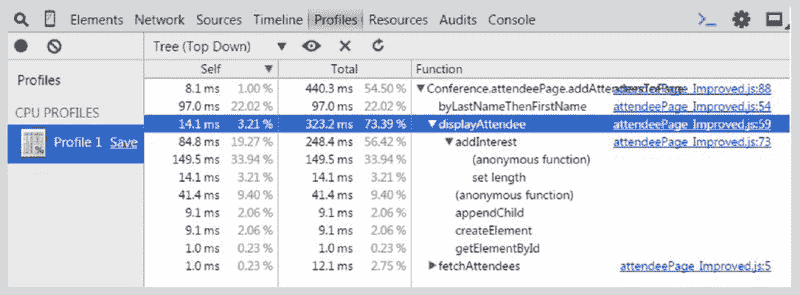 Elements Network Sources Timeline Profiles Resources Audits Console
Tree (Top Down)
Profiles
CPU PROFILES
Profile 1 Save
Self Total Function
8.1 ms 1.00 % 440.3 ms 54.50 % Conference.attendeePage.addAttendeesToPage attendeePage_Improved.js:88
97.0 ms 22.02 % 97.0 ms 22.02 % byLastNameThenFirstName attendeePage_Improved.js:54
14.1 ms 3.21 % 323.2 ms 73.39 % displayAttendee attendeePage_Improved.js:59
84.8 ms 19.27 % 248.4 ms 56.42 % addInterest attendeePage_Improved.js:73
149.5 ms 33.94 % 149.5 ms 33.94 % (anonymous function)
14.1 ms 3.21 % 14.1 ms 3.21 % set length
41.4 ms 9.40 % 41.4 ms 9.40 % (anonymous function)
9.1 ms 2.06 % 9.1 ms 2.06 % appendChild
9.1 ms 2.06 % 9.1 ms 2.06 % createElement
1.0 ms 0.23 % 1.0 ms 0.23 % getElementById
1.0 ms 0.23 % 12.1 ms 2.75 % fetchAttendees attendeePage_Improved.js:5